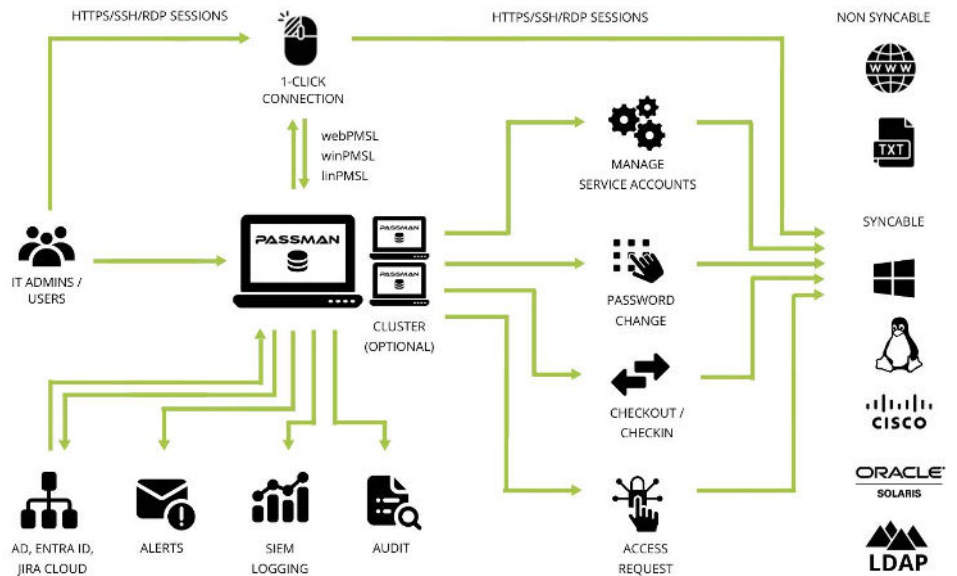 HTTPS/SSH/RDP SESSIONS
HTTPS/SSH/RDP SESSIONS
NON SYNCABLE
WWW
1-CLICK
CONNECTION
TXT
webPMSL
winPMSL
linPMSL
MANAGE
SERVICE ACCOUNTS
SYNCABLE
PASSMAN
PASSMAN
PASSMAN
IT ADMINS /
USERS
CLUSTER
(OPTIONAL)
PASSWORD
CHANGE
CHECKOUT /
CHECKIN
CISCO
ORACLE
SOLARIS
AD, ENTRA ID,
JIRA CLOUD
ALERTS
SIEM
LOGGING
AUDIT
ACCESS
REQUEST
LDAP